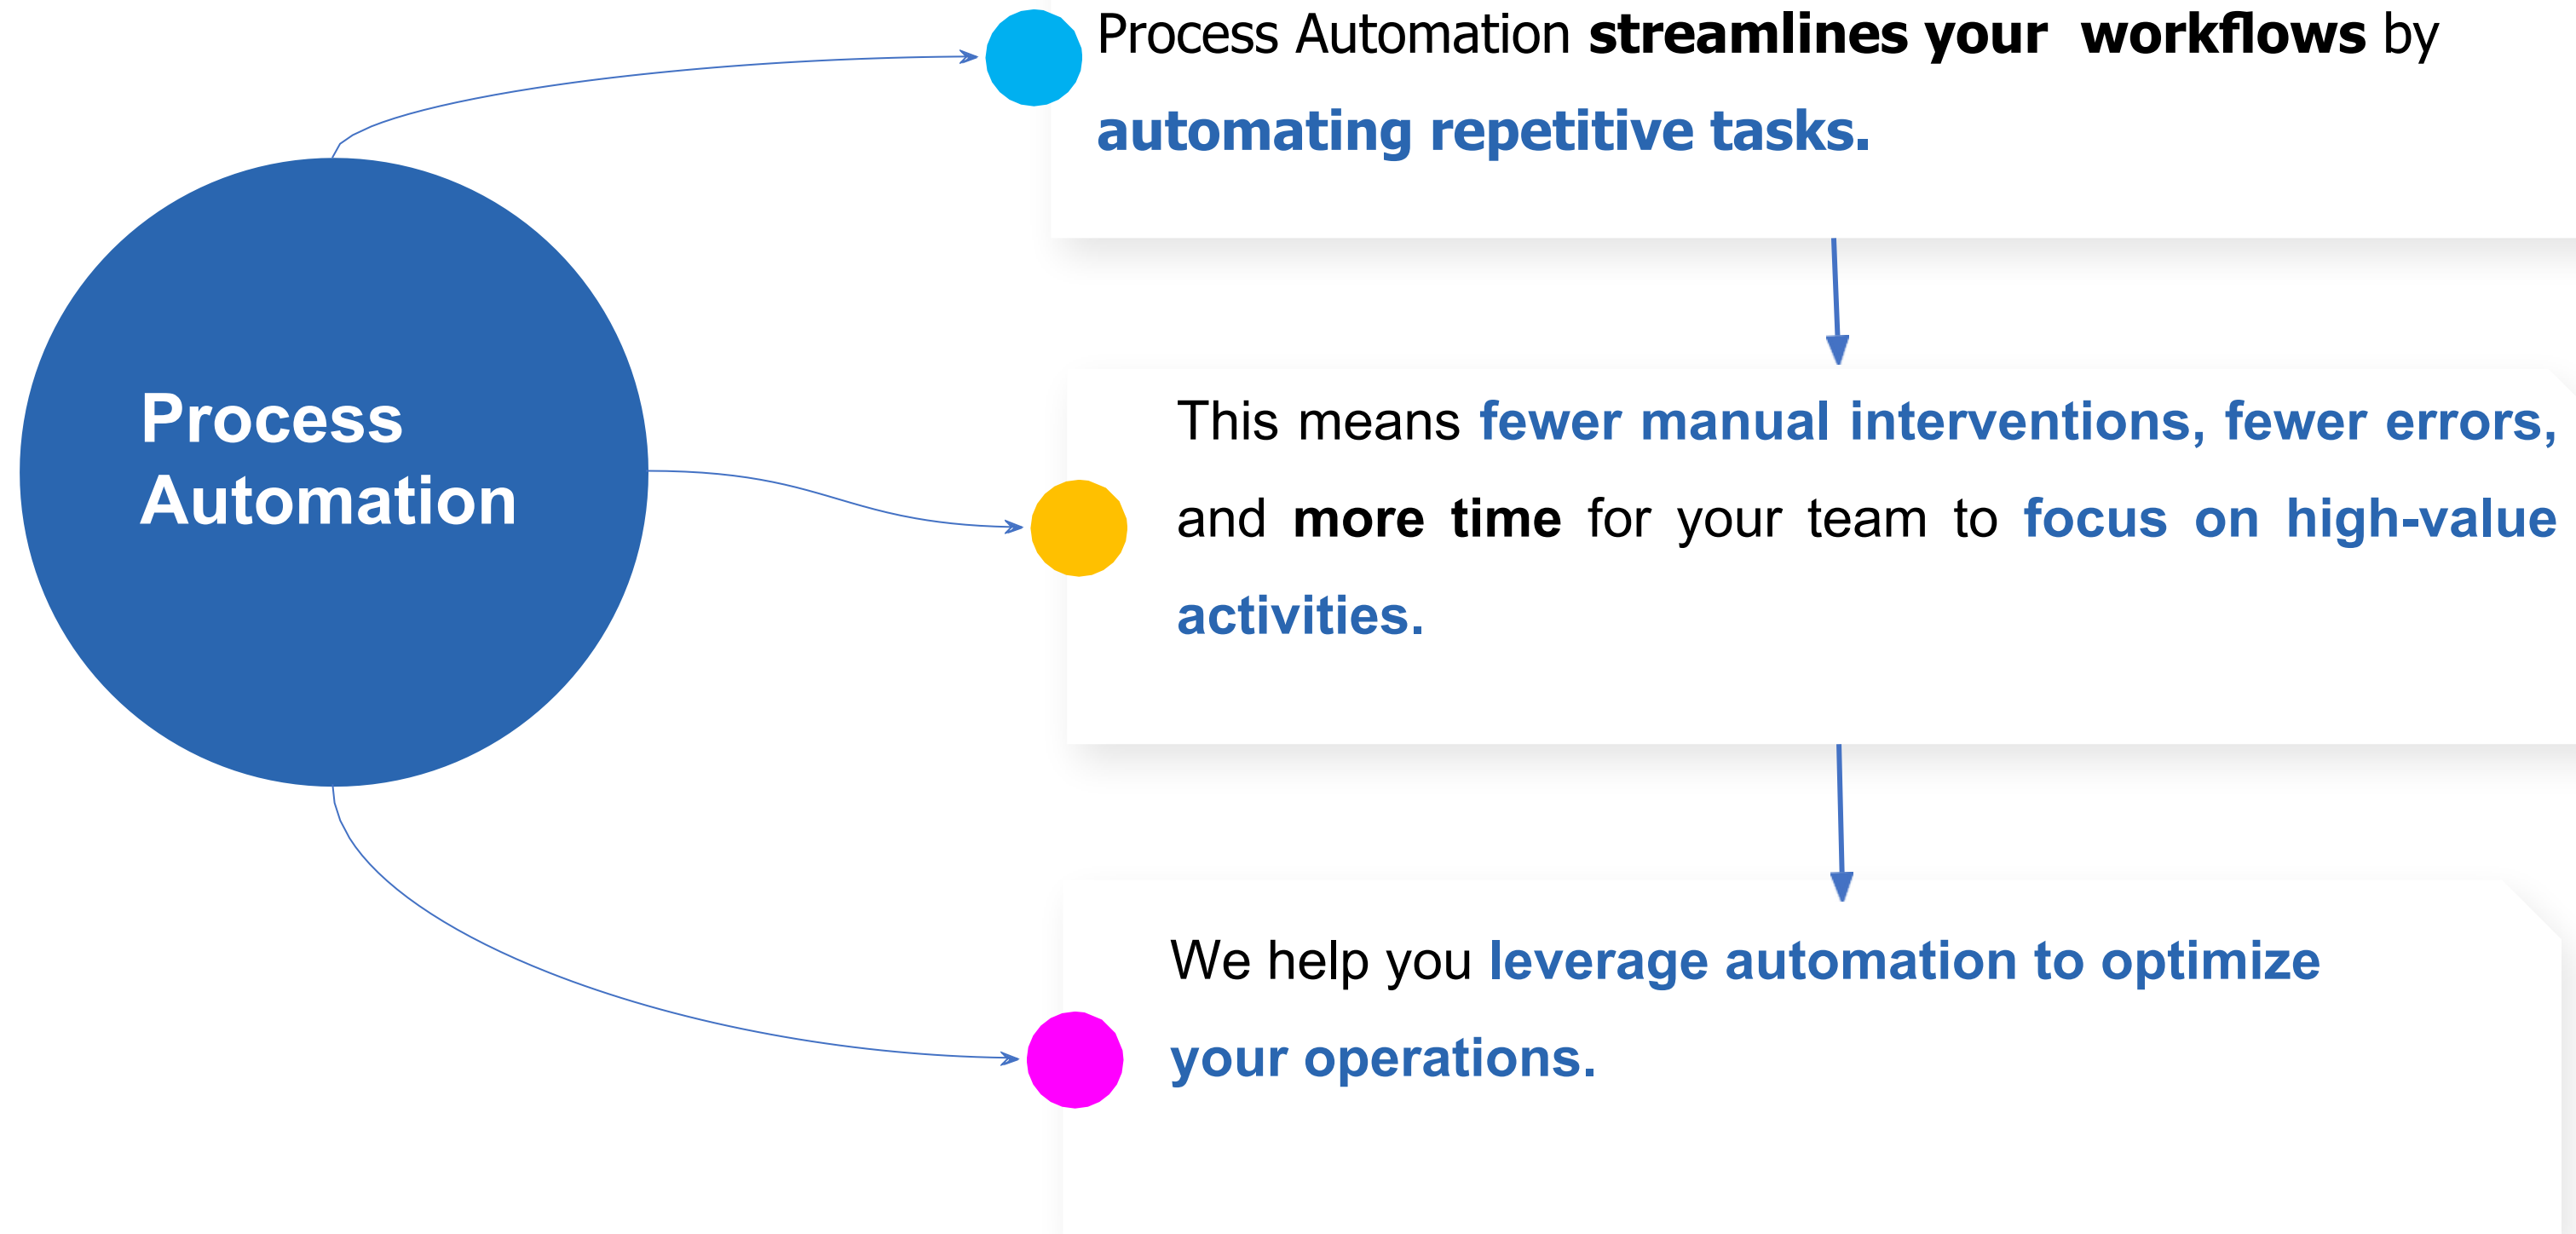 Process
Automation
Process Automation streamlines your workflows by
automating repetitive tasks.
This means fewer manual interventions, fewer errors,
and more time for your team to focus on high-value
activities.
We help you leverage automation to optimize
your operations.